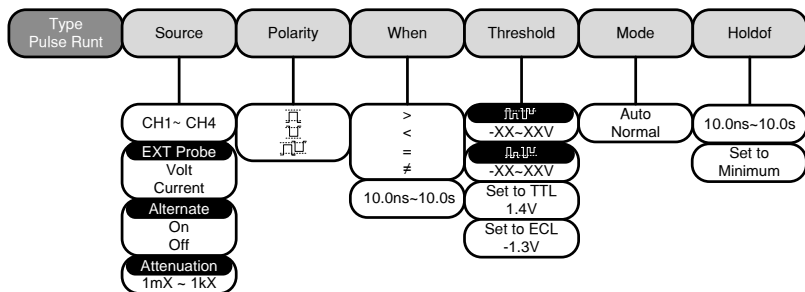 Type
Pulse Runt
Source
Polarity
When
Threshold
Mode
Holdof
CH1~ CH4
EXT Probe
Volt
Current
Alternate
On
Off
Attenuation
1mX ~ 1kX
>
<
=
≠
10.0ns~10.0s
-XX~XXV
-XX~XXV
Set to TTL
1.4V
Set to ECL
-1.3V
Auto
Normal
10.0ns~10.0s
Set to
Minimum